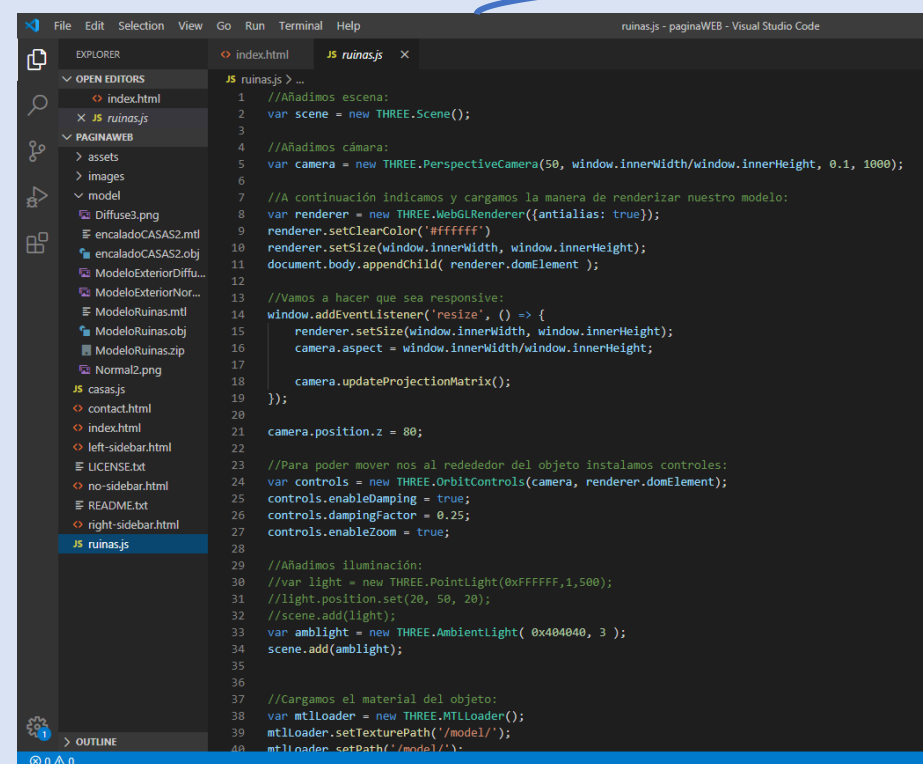 File Edit Selection View Go Run Terminal Help ruinas.js - paginaWEB - Visual Studio Code
EXPLORER
OPEN EDITORS
index.html
JS ruinas.js
PAGINAWEB
assets
images
model
Diffuse3.png
encaladoCASAS2.mtl
encaladoCASAS2.obj
ModeloExteriorDiffu...
ModeloExteriorNor...
ModeloRuinas.mtl
ModeloRuinas.obj
ModeloRuinas.zip
Normal2.png
JS casas.js
contact.html
index.html
left-sidebar.html
LICENSE.txt
no-sidebar.html
README.txt
right-sidebar.html
JS ruinas.js
OUTLINE
1
0 0
index.html JS ruinas.js
JS ruinas.js > ...
1 //Añadimos escena:
2 var scene = new THREE.Scene();
3
4 //Añadimos cámara:
5 var camera = new THREE.PerspectiveCamera(50, window.innerWidth/window.innerHeight, 0.1, 1000);
6
7 //A continuación indicamos y cargamos la manera de renderizar nuestro modelo:
8 var renderer = new THREE.WebGLRenderer({antialias: true});
9 renderer.setClearColor('#ffffff')
10 renderer.setSize(window.innerWidth, window.innerHeight);
11 document.body.appendChild( renderer.domElement );
12
13 //Vamos a hacer que sea responsive:
14 window.addEventListener('resize', () => {
15 renderer.setSize(window.innerWidth, window.innerHeight);
16 camera.aspect = window.innerWidth/window.innerHeight;
17
18 camera.updateProjectionMatrix();
19 });
20
21 camera.position.z = 80;
22
23 //Para poder mover nos al redededor del objeto instalamos controles:
24 var controls = new THREE.OrbitControls(camera, renderer.domElement);
25 controls.enableDamping = true;
26 controls.dampingFactor = 0.25;
27 controls.enableZoom = true;
28
29 //Añadimos iluminación:
30 //var light = new THREE.PointLight(0xFFFFFF,1,500);
31 //light.position.set(20, 50, 20);
32 //scene.add(light);
33 var amblight = new THREE.AmbientLight( 0x404040, 3 );
34 scene.add(amblight);
35
36
37 //Cargamos el material del objeto:
38 var mtlLoader = new THREE.MTLLoader();
39 mtlLoader.setTexturePath('/model/');
40 mtlLoader.setPath('/model/');